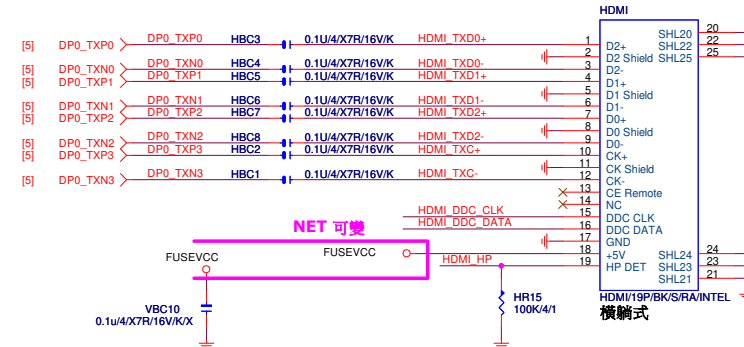 HDMI
[5] DP0_TXP0 DP0_TXP0 HBC3 0.1U/4/X7R/16V/K HDMI_TXD0+ 1 D2+ SHL20 20
2 D2 Shield SHL22 22
[5] DP0_TXN0 DP0_TXN0 HBC4 0.1U/4/X7R/16V/K HDMI_TXD0- 3 D2- SHL25 25
[5] DP0_TXP1 DP0_TXP1 HBC5 0.1U/4/X7R/16V/K HDMI_TXD1+ 4 D1+
5 D1 Shield
[5] DP0_TXN1 DP0_TXN1 HBC6 0.1U/4/X7R/16V/K HDMI_TXD1- 6 D1-
[5] DP0_TXP2 DP0_TXP2 HBC7 0.1U/4/X7R/16V/K HDMI_TXD2+ 7 D0+
8 D0 Shield
[5] DP0_TXN2 DP0_TXN2 HBC8 0.1U/4/X7R/16V/K HDMI_TXD2- 9 D0-
[5] DP0_TXP3 DP0_TXP3 HBC2 0.1U/4/X7R/16V/K HDMI_TXC+ 10 CK+
11 CK Shield
[5] DP0_TXN3 DP0_TXN3 HBC1 0.1U/4/X7R/16V/K HDMI_TXC- 12 CK-
13 CE Remote
14 NC
HDMI_DDC_CLK 15 DDC CLK
HDMI_DDC_DATA 16 DDC DATA
NET 可變
17 GND
FUSEVCC FUSEVCC 18 +5V SHL24 24
HDMI_HP 19 HP DET SHL23 23
SHL21 21
HDMI/19P/BK/S/RA/INTEL
橫躺式
VBC10
0.1u/4/X7R/16V/K/X
HR15
100K/4/1